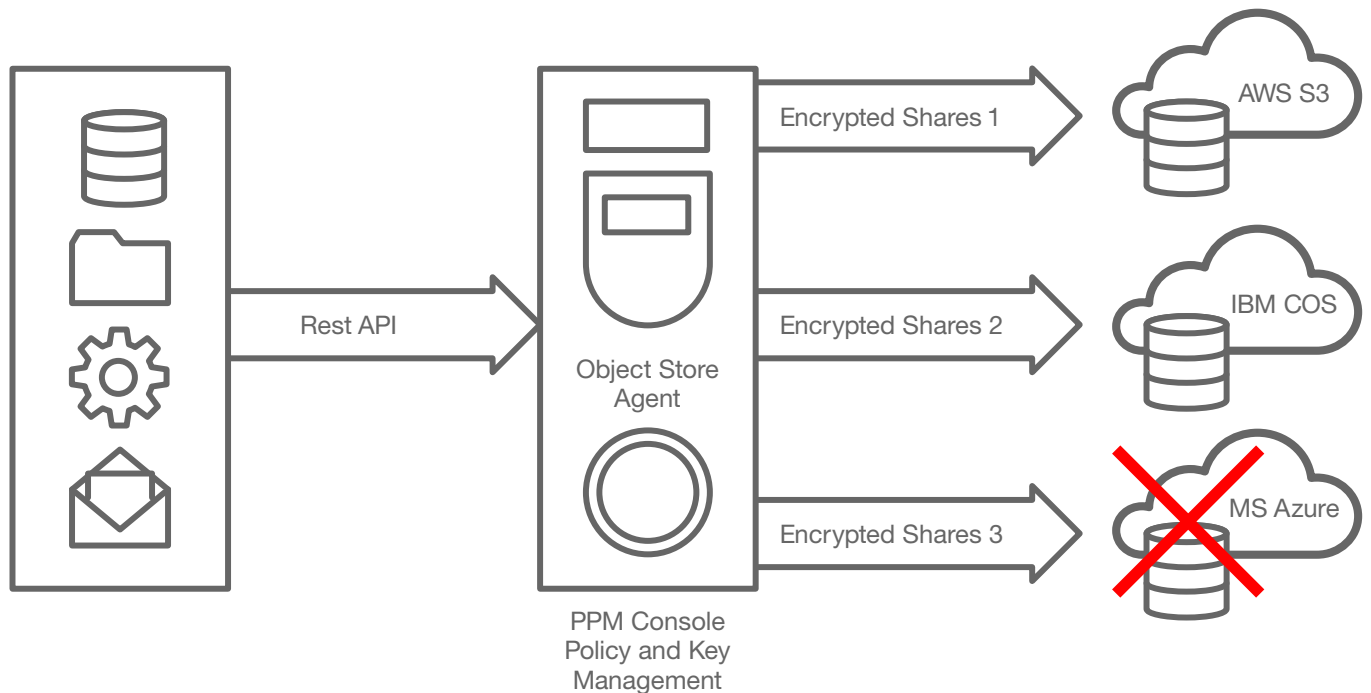 Rest API
Object Store
Agent
PPM Console
Policy and Key
Management
Encrypted Shares 1
AWS S3
Encrypted Shares 2
IBM COS
Encrypted Shares 3
MS Azure